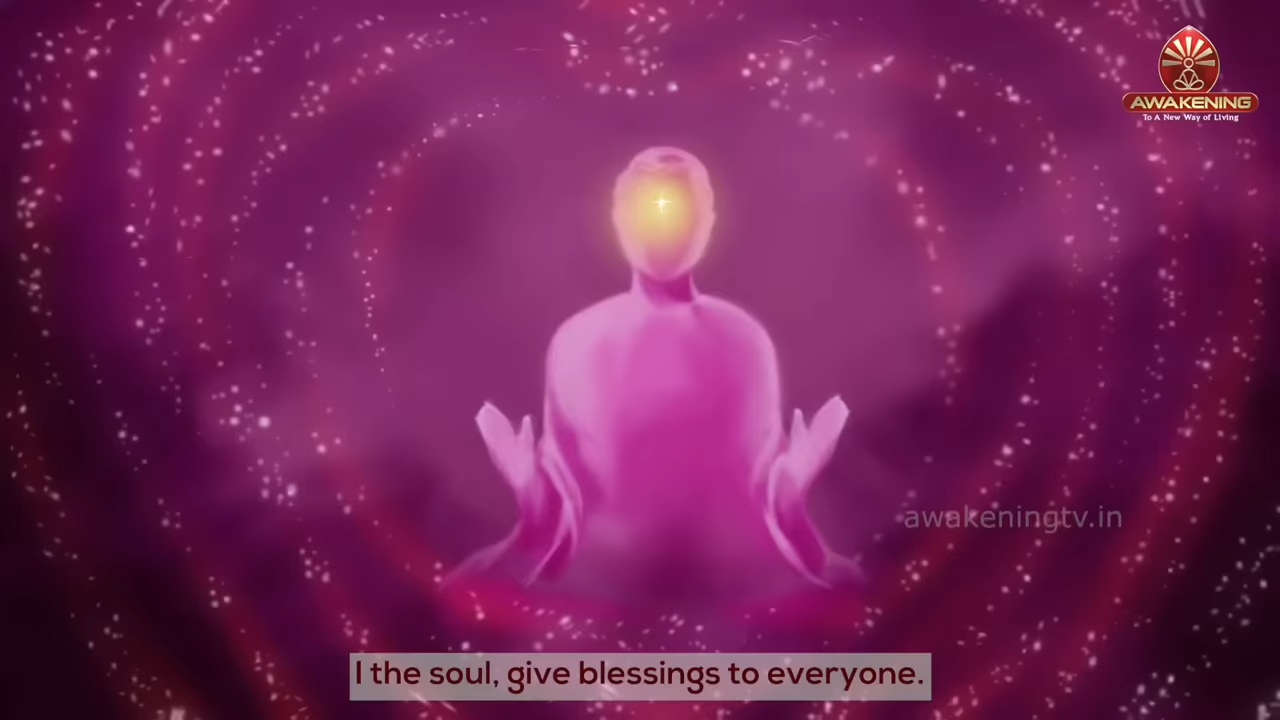 AWAKENING
To A New Way of Living
awakeningtv.in
I the soul, give blessings to everyone.